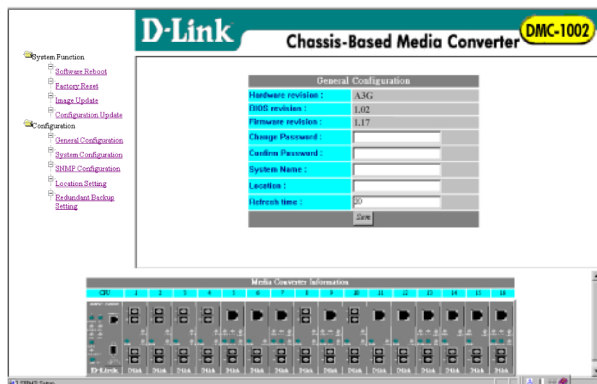 D-Link
DMC-1002
Chassis-Based Media Converter
System Function
Software Reboot
Factory Reset
Image Update
Configuration Update
Configuration
General Configuration
System Configuration
SNMP Configuration
Location Setting
Redundant Backup
Setting
General Configuration
Hardware revision : A3G
BIOS revision : 1.02
Firmware revision : 1.17
Change Password :
Confirm Password :
System Name :
Location :
Refresh time : 20
Save
Media Converter Information
CPU 1 2 3 4 5 6 7 8 9 10 11 12 13 14 15 16
D-Link